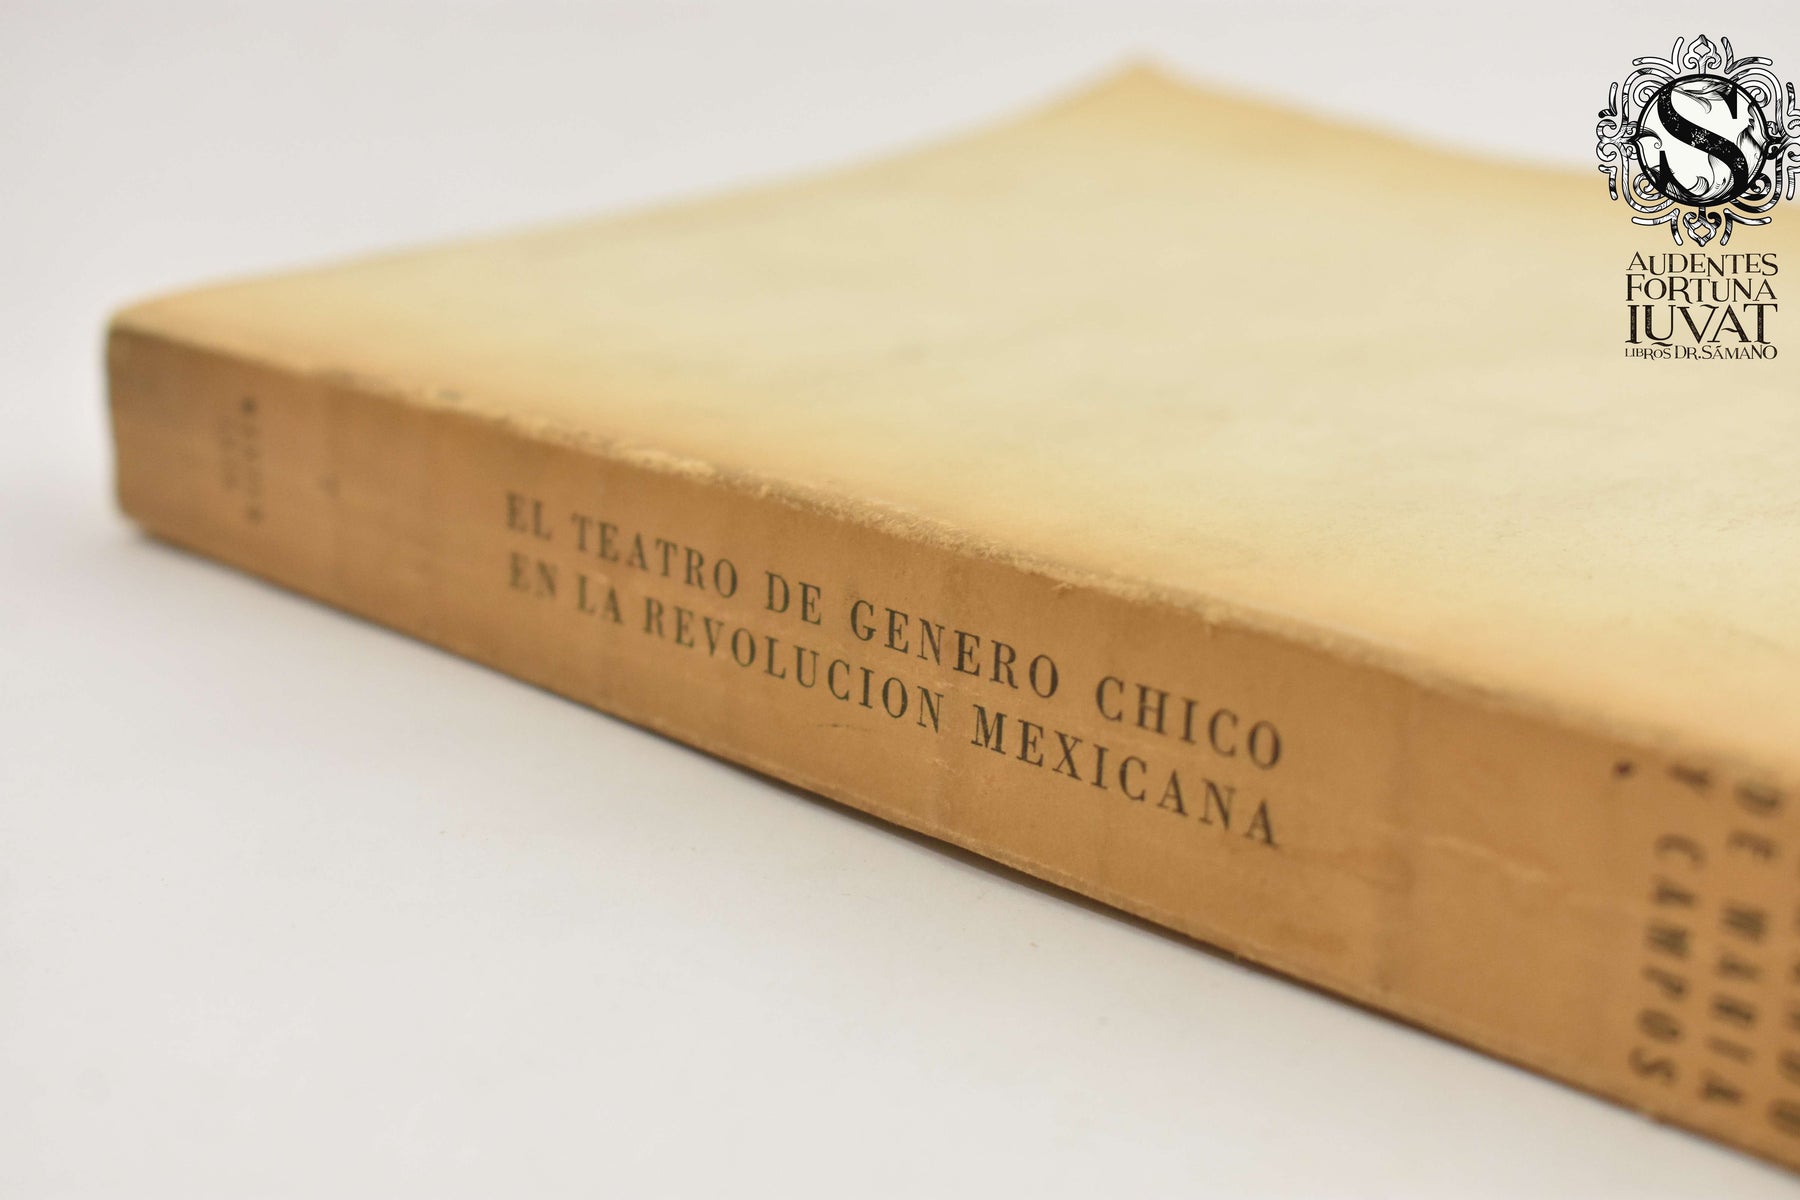 EL TEATRO DE GENERO CHICO
EN LA REVOLUCION MEXICANA
DE MARIA
Y CAMPOS
S
AUDENTES
FORTUNA
IUVAT
LIBROS DR. SÁMANO